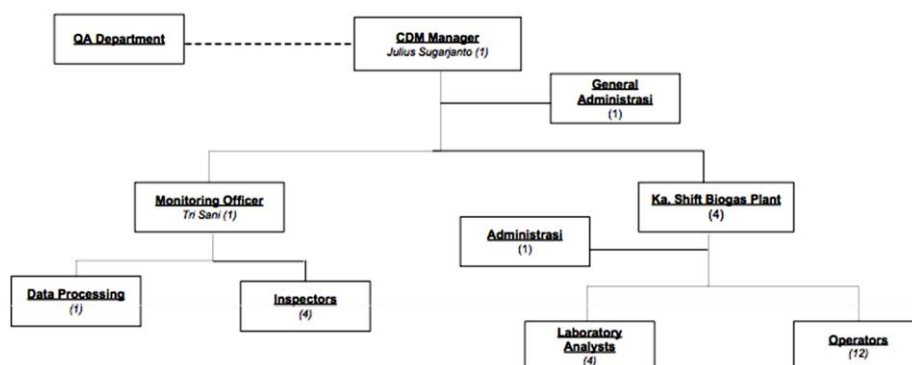 QA Department
CDM Manager
Julius Sugarjanto (1)
General
Administrasi
(1)
Monitoring Officer
Tri Sani (1)
Ka. Shift Biogas Plant
(4)
Administrasi
(1)
Data Processing
(1)
Inspectors
(4)
Laboratory
Analysts
(4)
Operators
(12)